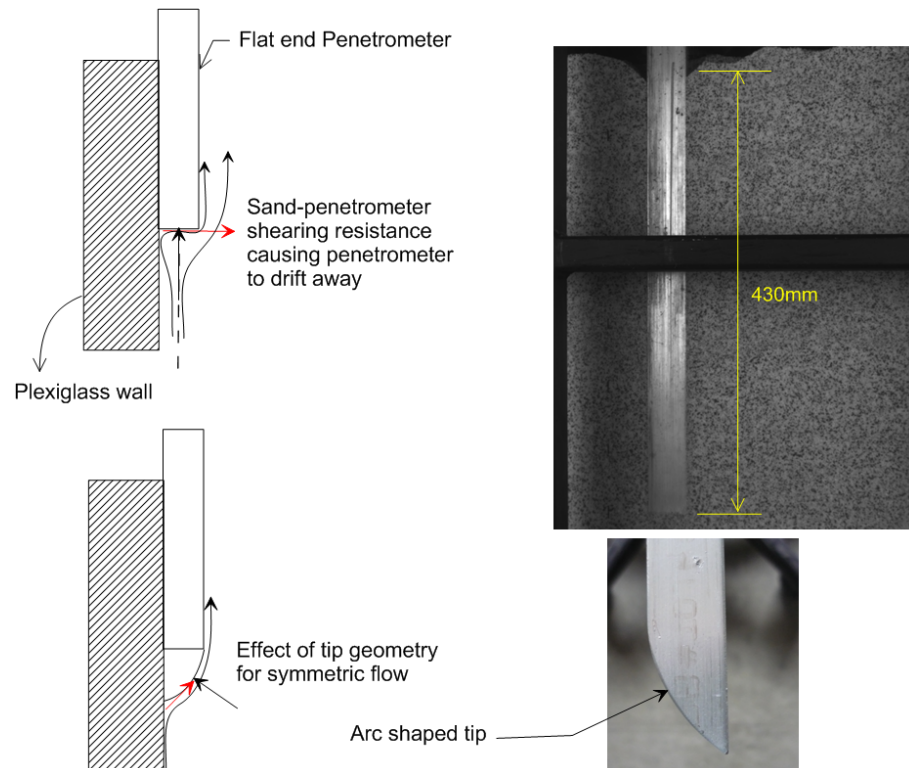 Flat end Penetrometer
Sand-penetrometer
shearing resistance
causing penetrometer
to drift away
Plexiglass wall
430mm
Effect of tip geometry
for symmetric flow
Arc shaped tip